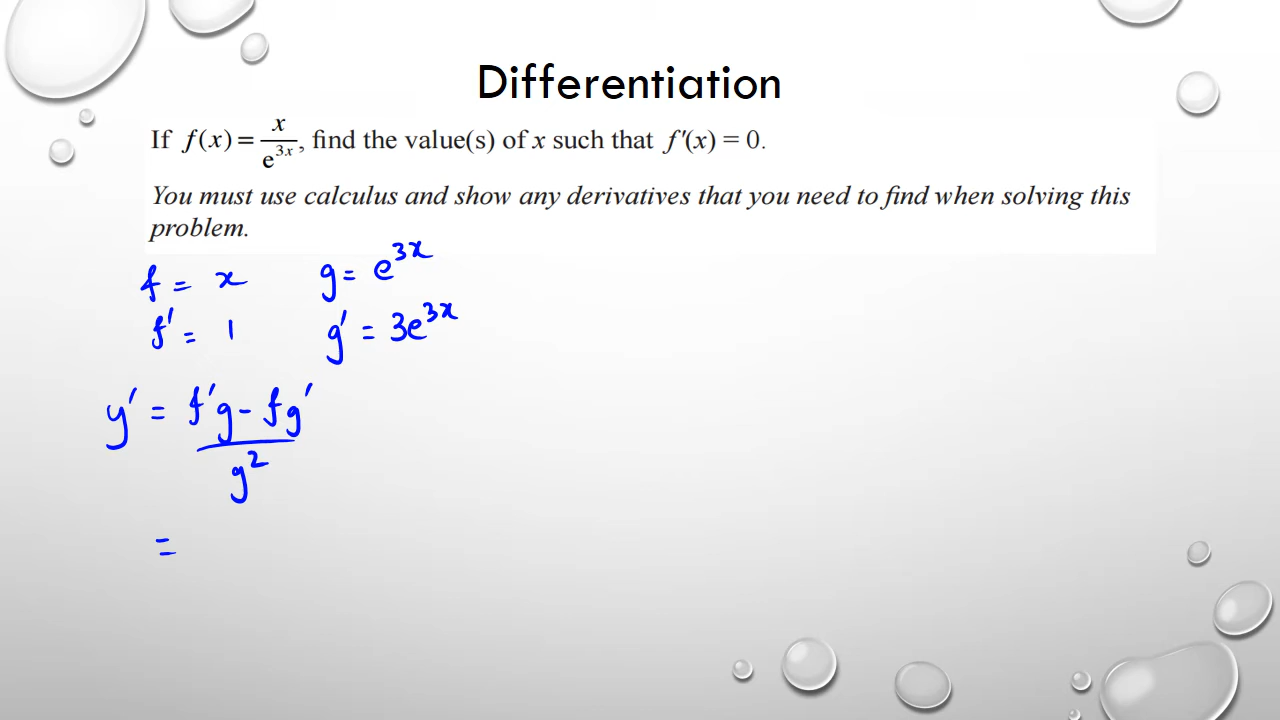 Differentiation
If f(x) = x/e^{3x}, find the value(s) of x such that f′(x) = 0.
You must use calculus and show any derivatives that you need to find when solving this
problem.
f = x    g = e^{3x}
f' = 1    g' = 3e^{3x}
y' = (f'g - fg')/g^2
=